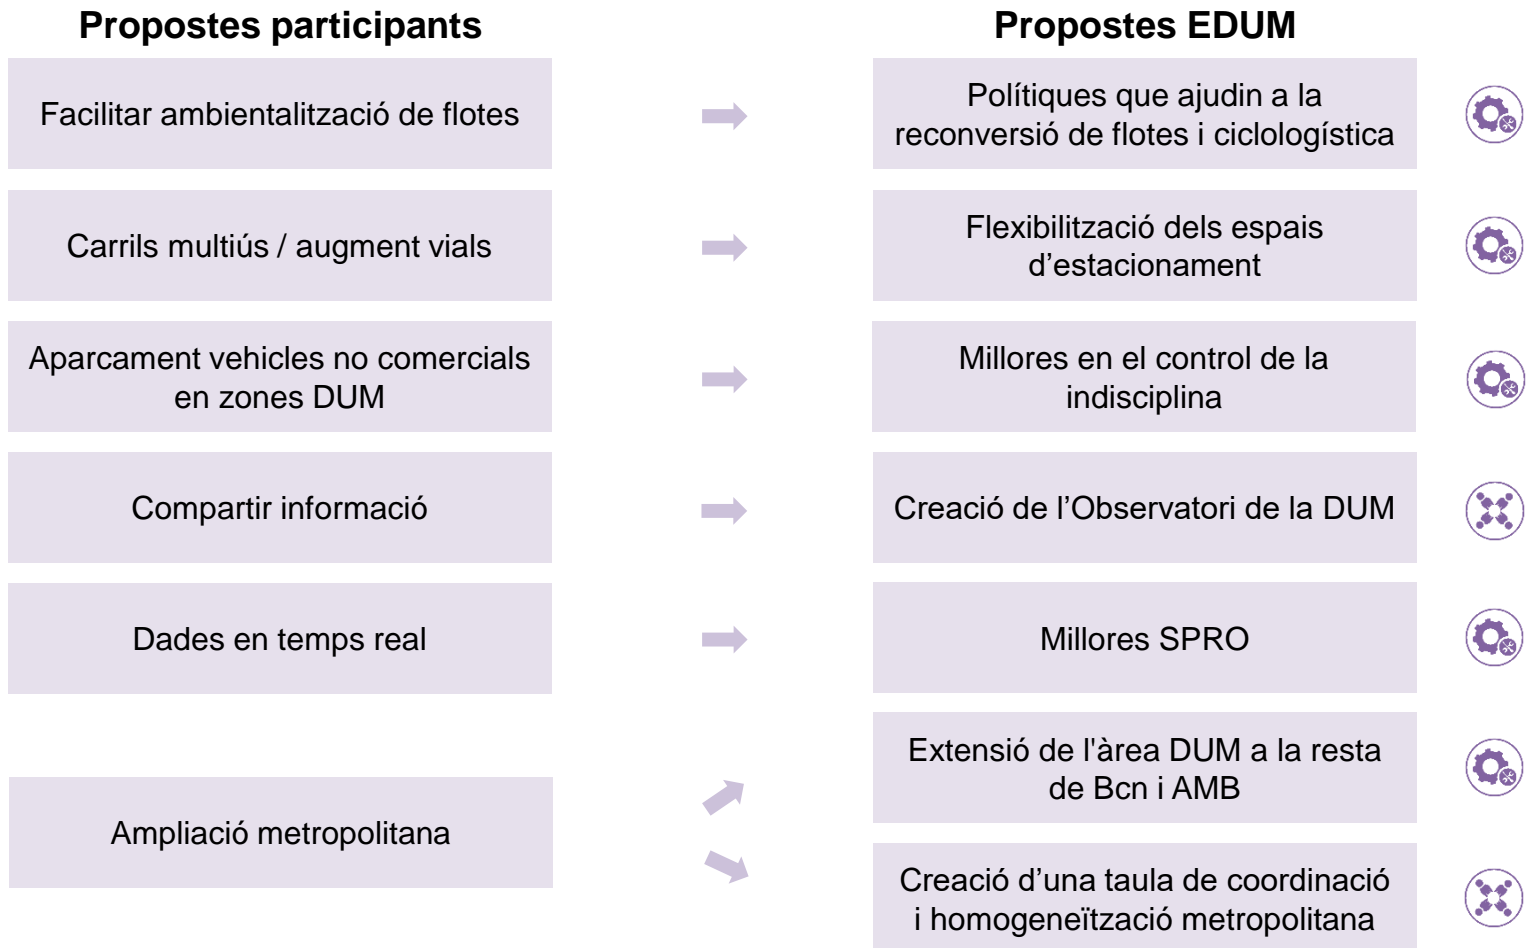 Propostes participants
Propostes EDUM
Facilitar ambientalització de flotes
Polítiques que ajudin a la
reconversió de flotes i ciclologística
Carrils multiús / augment vials
Flexibilització dels espais
d’estacionament
Aparcament vehicles no comercials
en zones DUM
Millores en el control de la
indisciplina
Compartir informació
Creació de l’Observatori de la DUM
Dades en temps real
Millores SPRO
Ampliació metropolitana
Extensió de l'àrea DUM a la resta
de Bcn i AMB
Creació d’una taula de coordinació
i homogeneïtzació metropolitana